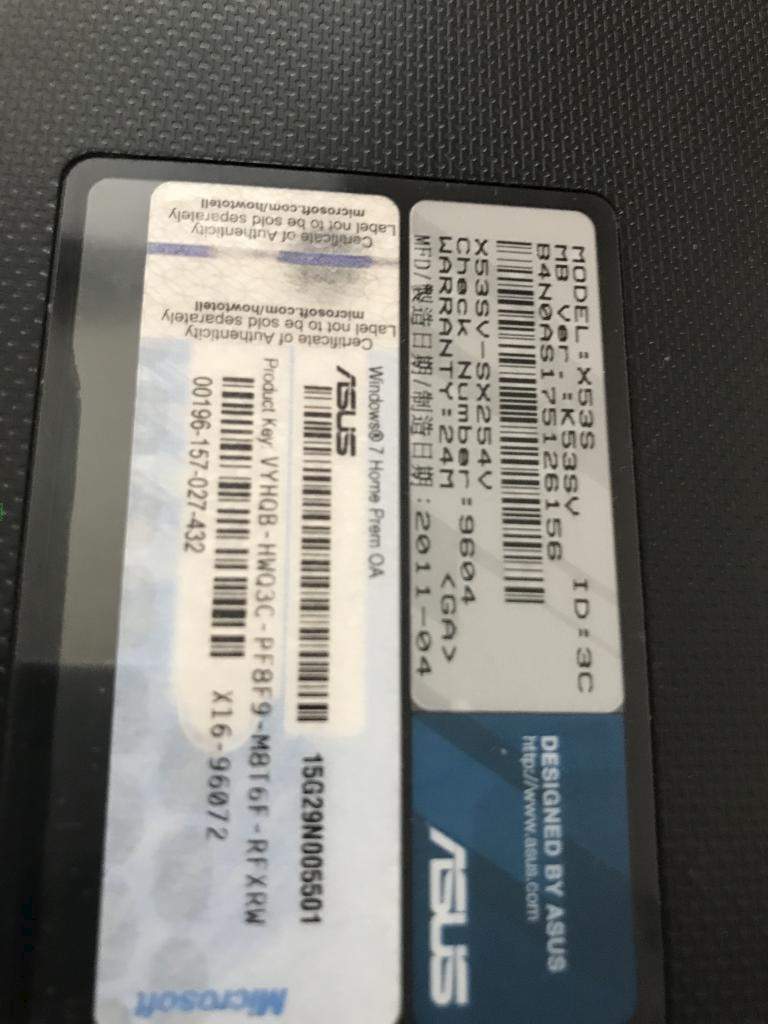 MODEL:X53S ID:3C
MB Ver.:K53SV
B4N0AS175126156
X53SV-SX254V
Check Number:9604
WARRANTY:24M <GA>
MFD/製造日期/制造日期:2011-04
DESIGNED BY ASUS
http://www.asus.com
ASUS
Certificate of Authenticity
Label not to be sold separately
microsoft.com/howtotell
Certificate of Authenticity
Label not to be sold separately
microsoft.com/howtotell
Windows® 7 Home Prem OA
ASUS
15G29N005501
Product Key: VYHQB-HWQ3C-PF8F9-M8T6F-RFXRW
X16-96072
00196-157-027-432
Microsoft